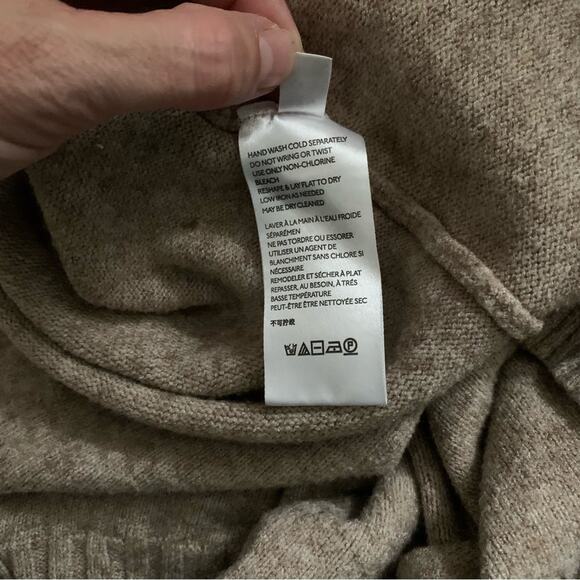 HAND WASH COLD SEPARATELY
DO NOT WRING OR TWIST
USE ONLY NON-CHLORINE
BLEACH
RESHAPE & LAY FLAT TO DRY
LOW IRON AS NEEDED
MAY BE DRY CLEANED
LAVER À LA MAIN À L'EAU FROIDE
SÉPARÉMEN
NE PAS TORDRE OU ESSORER
UTILISER UN AGENT DE
BLANCHIMENT SANS CHLORE SI
NÉCESSAIRE
REMODELER ET SÉCHER À PLAT
REPASSER, AU BESOIN, À TRÉS
BASSE TEMPÉRATURE
PEUT-ÊTRE ÊTRE NETTOYÉE SEC
不可拧绞
P